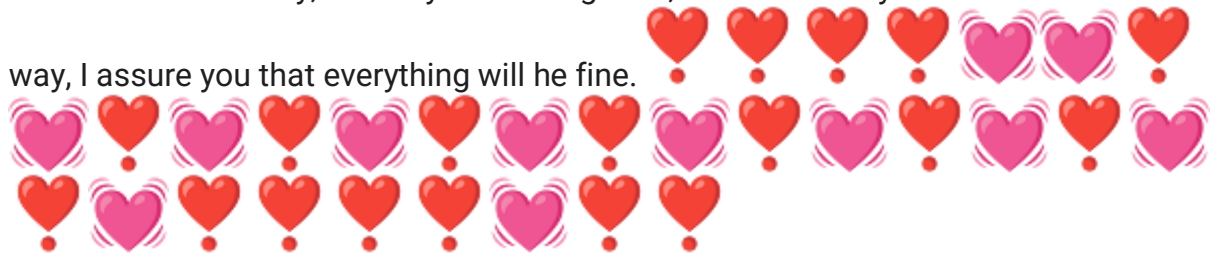 way, I assure you that everything will he fine. ❣️❣️❣️❣️💓💓❣️
💓❣️💓❣️💓❣️💓❣️💓❣️💓❣️💓❣️💓
❣️💓❣️❣️❣️❣️💓❣️❣️